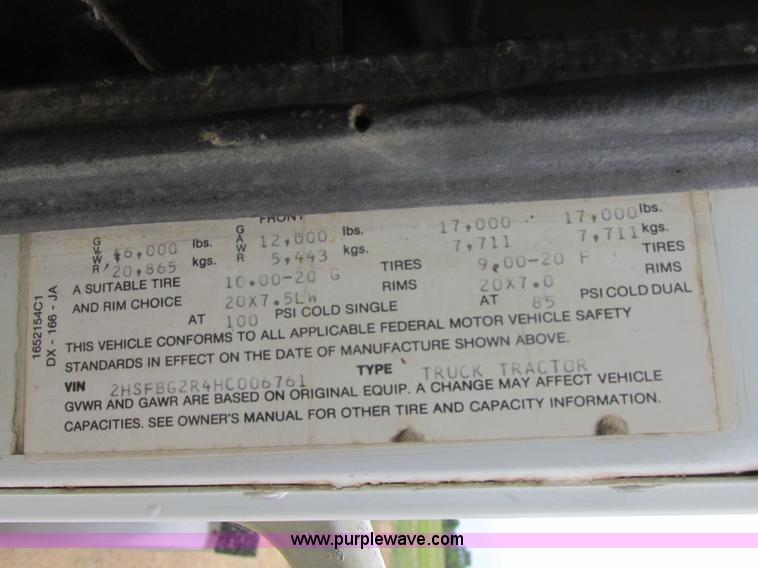 FRONT
GVWR 46,000 lbs. GAWR 12,000 lbs. 17,000 17,000 lbs.
20,865 kgs. 5,443 kgs. 7,711 7,711 kgs.
A SUITABLE TIRE 10.00-20 G TIRES 9.00-20 F TIRES
AND RIM CHOICE 20X7.5LW RIMS 20X7.0 RIMS
AT 100 PSI COLD SINGLE AT 85 PSI COLD DUAL
THIS VEHICLE CONFORMS TO ALL APPLICABLE FEDERAL MOTOR VEHICLE SAFETY
STANDARDS IN EFFECT ON THE DATE OF MANUFACTURE SHOWN ABOVE.
VIN 2HSFBG2R4HC006761 TYPE TRUCK TRACTOR
GVWR AND GAWR ARE BASED ON ORIGINAL EQUIP. A CHANGE MAY AFFECT VEHICLE
CAPACITIES. SEE OWNER'S MANUAL FOR OTHER TIRE AND CAPACITY INFORMATION.
1652154C1
DX - 166 - JA
www.purplewave.com